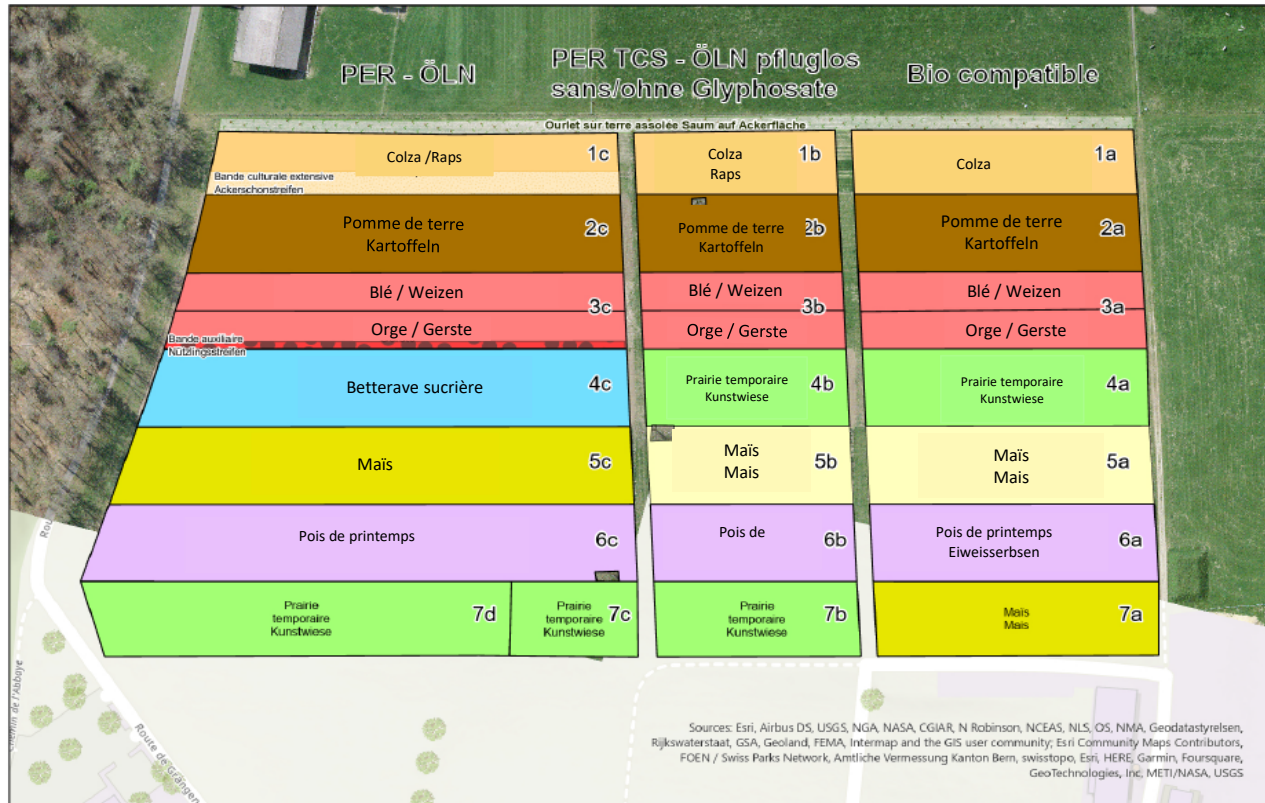 PER - ÖLN
PER TCS - ÖLN pfluglos
sans/ohne Glyphosate
Bio compatible
Ourlet sur terre assolée Saum auf Ackerfläche
Colza /Raps
1c
Bande culturale extensive
Ackerschonstreifen
Colza
Raps
1b
Colza
1a
Pomme de terre
Kartoffeln
2c
Pomme de terre
Kartoffeln
2b
Pomme de terre
Kartoffeln
2a
Blé / Weizen
3c
Orge / Gerste
Bande auxiliaire
Nützlingsstreifen
Blé / Weizen
3b
Orge / Gerste
Blé / Weizen
3a
Orge / Gerste
Betterave sucrière
4c
Prairie temporaire
Kunstwiese
4b
Prairie temporaire
Kunstwiese
4a
Maïs
5c
Maïs
Mais
5b
Maïs
Mais
5a
Pois de printemps
6c
Pois de
6b
Pois de printemps
Eiweisserbsen
6a
Prairie
temporaire
Kunstwiese
7d
Prairie
temporaire
Kunstwiese
7c
Prairie
temporaire
Kunstwiese
7b
Maïs
Mais
7a
Rou
Chemin de l'Abbaye
Route de Grangen
Sources: Esri, Airbus DS, USGS, NGA, NASA, CGIAR, N Robinson, NCEAS, NLS, OS, NMA, Geodatastyrelsen,
Rijkswaterstaat, GSA, Geoland, FEMA, Intermap and the GIS user community; Esri Community Maps Contributors,
FOEN / Swiss Parks Network, Amtliche Vermessung Kanton Bern, swisstopo, Esri, HERE, Garmin, Foursquare,
GeoTechnologies, Inc, METI/NASA, USGS